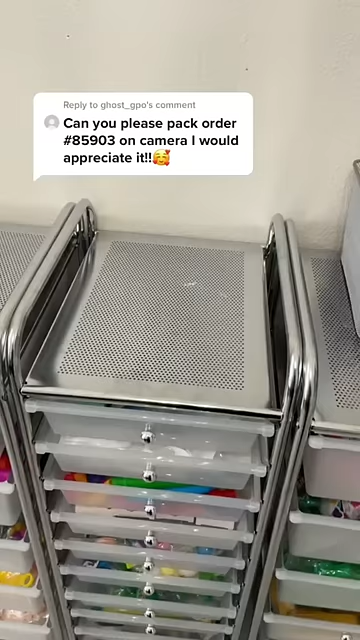 Reply to ghost_gpo's comment
Can you please pack order
#85903 on camera I would
appreciate it!!🥰